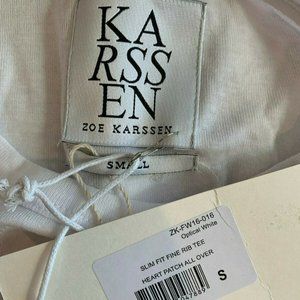 KA
RSS
EN
ZOE KARSSEN
SMALL
ZK-FW16-016
Optical White
SLIM FIT FINE RIB TEE
HEART PATCH ALL OVER
S